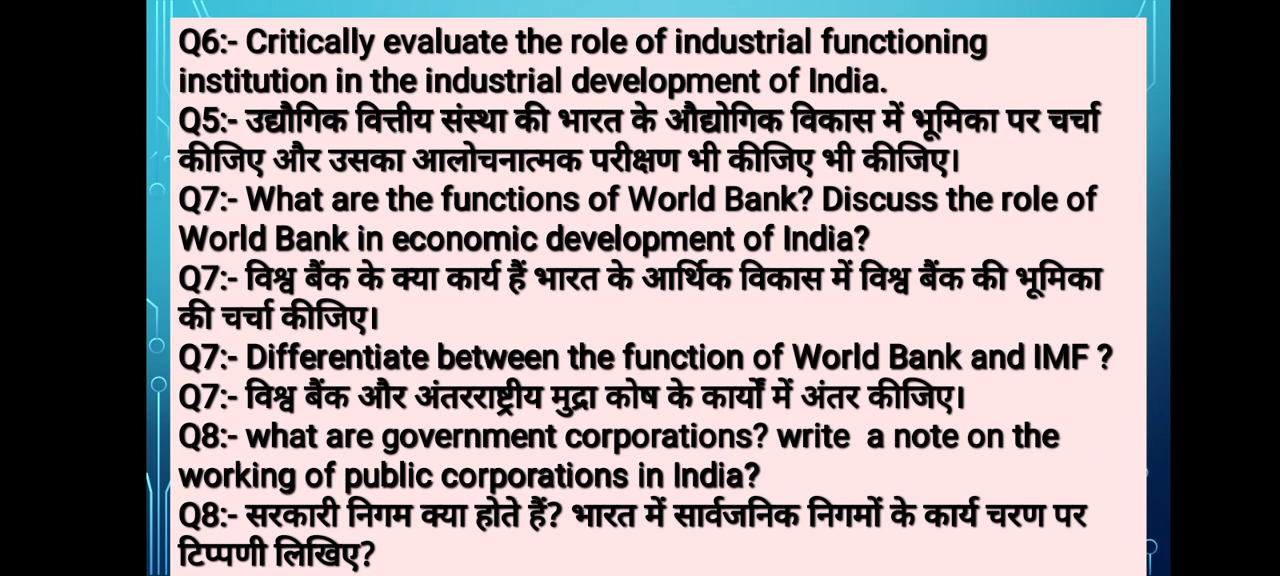 Q6:- Critically evaluate the role of industrial functioning
institution in the industrial development of India.
Q5:- उद्यौगिक वित्तीय संस्था की भारत के औद्योगिक विकास में भूमिका पर चर्चा
कीजिए और उसका आलोचनात्मक परीक्षण भी कीजिए भी कीजिए।
Q7:- What are the functions of World Bank? Discuss the role of
World Bank in economic development of India?
Q7:- विश्व बैंक के क्या कार्य हैं भारत के आर्थिक विकास में विश्व बैंक की भूमिका
की चर्चा कीजिए।
Q7:- Differentiate between the function of World Bank and IMF ?
Q7:- विश्व बैंक और अंतरराष्ट्रीय मुद्रा कोष के कार्यों में अंतर कीजिए।
Q8:- what are government corporations? write  a note on the
working of public corporations in India?
Q8:- सरकारी निगम क्या होते हैं? भारत में सार्वजनिक निगमों के कार्य चरण पर
टिप्पणी लिखिए?